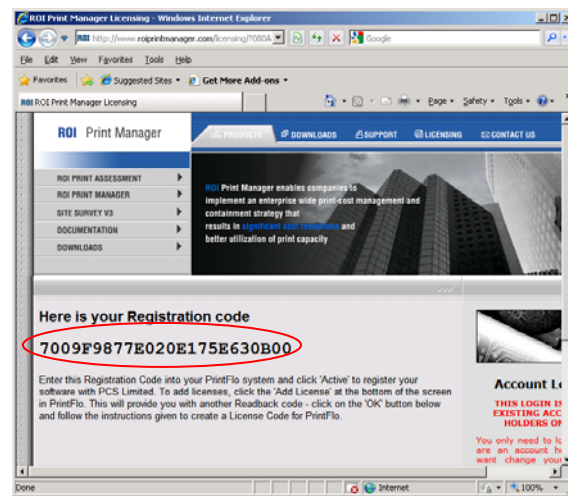 ROI Print Manager Licensing - Windows Internet Explorer
http://www.roiprintmanager.com/licensing/?080A
Google
File Edit View Favorites Tools Help
Favorites Suggested Sites Get More Add-ons
ROI ROI Print Manager Licensing
Page Safety Tools
ROI Print Manager
PRODUCTS DOWNLOADS SUPPORT LICENSING CONTACT US
ROI PRINT ASSESSMENT
ROI PRINT MANAGER
SITE SURVEY V3
DOCUMENTATION
DOWNLOADS
ROI Print Manager enables companies to
implement an enterprise wide print-cost management and
containment strategy that
results in significant cost reductions and
better utilization of print capacity
Here is your Registration code
7009F9877E020E175E630B00
Enter this Registration Code into your PrintFlo system and click 'Active' to register your
software with PCS Limited. To add licenses, click the 'Add License' at the bottom of the screen
in PrintFlo. This will provide you with another Readback code - click on the 'OK' button below
and follow the instructions given to create a License Code for PrintFlo.
Account Lo
THIS LOGIN IS
EXISTING ACC
HOLDERS ON
You only need to lo
are an account h
want change your
Done
Internet
100%